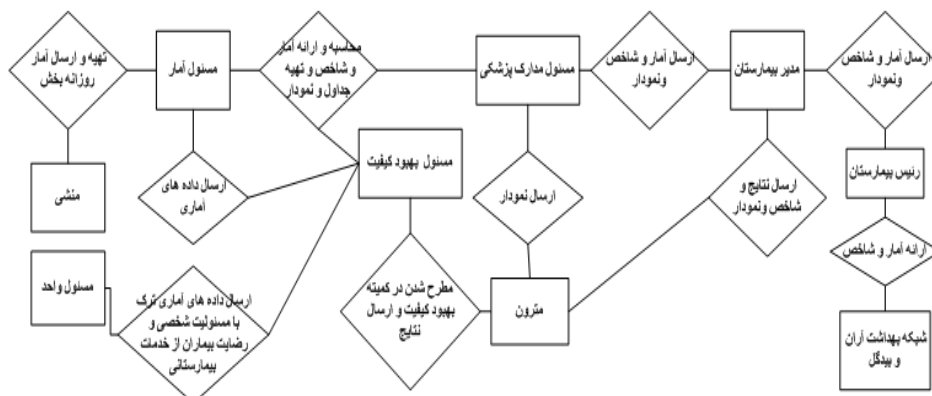 تهیه و ارسال آمار
روزانه بخش
مسئول آمار
محاسبه و ارائه آمار
و شاخص و تهیه
جداول و نمودار
مسئول مدارک پزشکی
ارسال آمار و شاخص
ونمودار
مدیر بیمارستان
ارسال آمار و شاخص
ونمودار
منشی
ارسال داده های
آماری
مسئول بهبود کیفیت
ارسال نمودار
ارسال نتایج و
شاخص ونمودار
رئیس بیمارستان
مسئول واحد
ارسال داده های آماری ترک
با مسئولیت شخصی و
رضایت بیماران از خدمات
بیمارستانی
مطرح شدن در کمیته
بهبود کیفیت و ارسال
نتایج
مترون
ارائه آمار و شاخص
شبکه بهداشت آران
و بیدگل